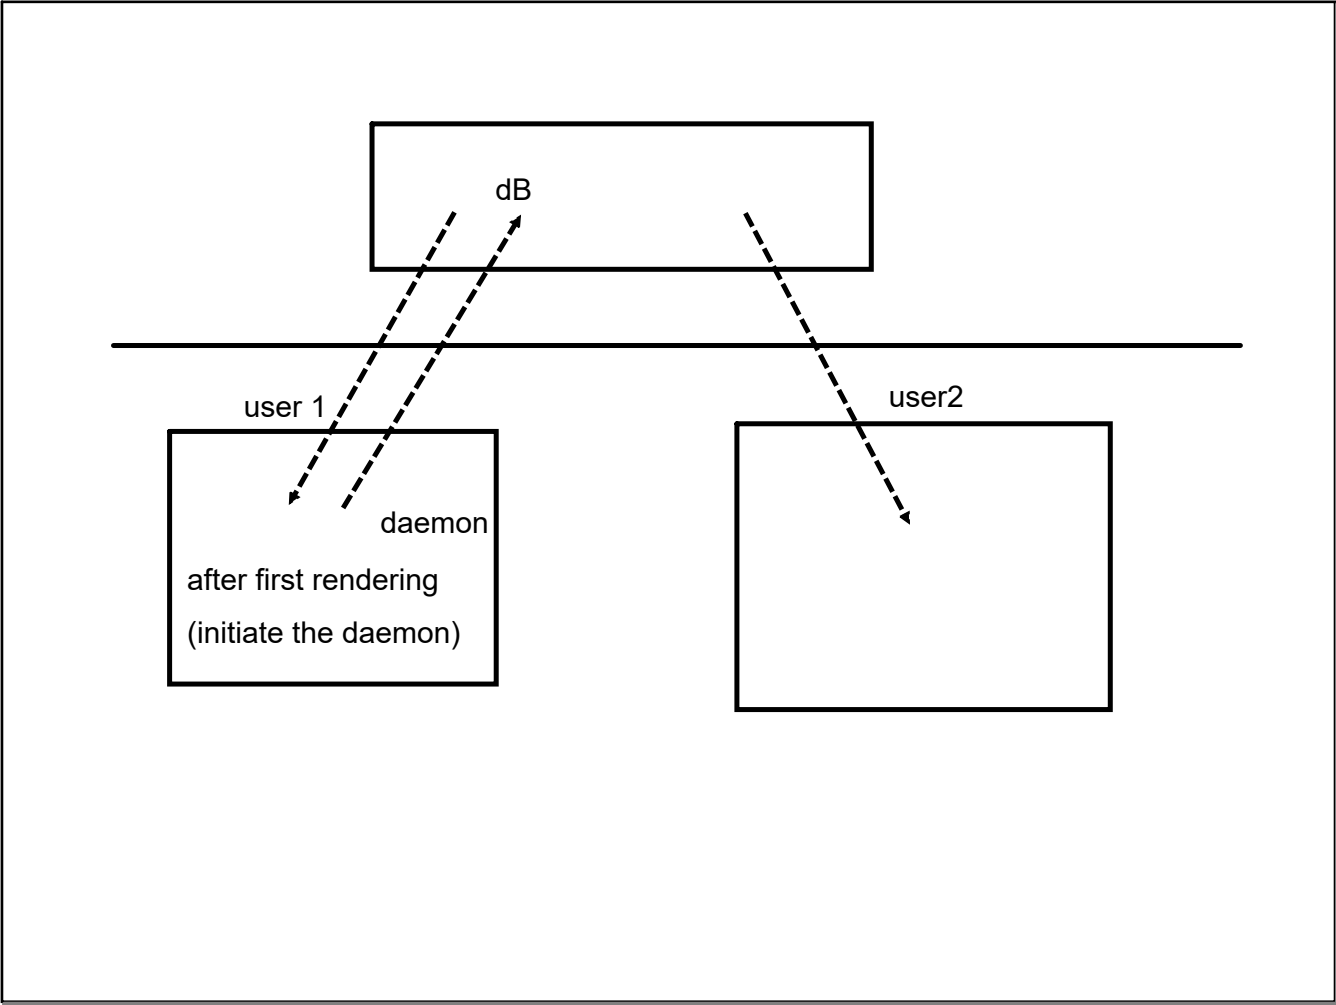 dB
user 1
user2
daemon
after first rendering
(initiate the daemon)